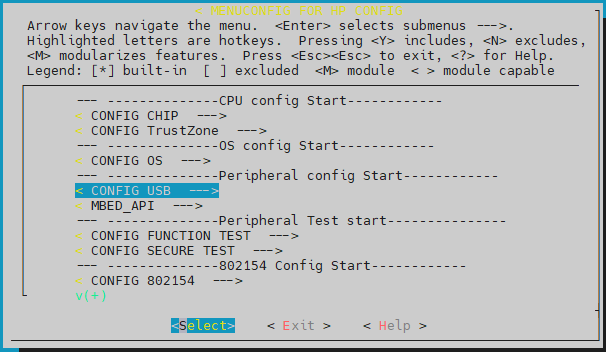 < MENUCONFIG FOR HP CONFIG
Arrow keys navigate the menu.  <Enter> selects submenus --->.
Highlighted letters are hotkeys.  Pressing <Y> includes, <N> excludes,
<M> modularizes features.  Press <Esc><Esc> to exit, <?> for Help.
Legend: [*] built-in  [ ] excluded  <M> module  < > module capable
--- --------------CPU config Start------------
< CONFIG CHIP  --->
< CONFIG TrustZone  --->
--- --------------OS config Start------------
< CONFIG OS  --->
--- --------------Peripheral config Start------------
< CONFIG USB  --->
< MBED_API  --->
--- --------------Peripheral Test start---------------
< CONFIG FUNCTION TEST  --->
< CONFIG SECURE TEST  --->
--- --------------802154 Config Start------------
< CONFIG 802154  --->
v(+)
<Select>    < Exit >    < Help >